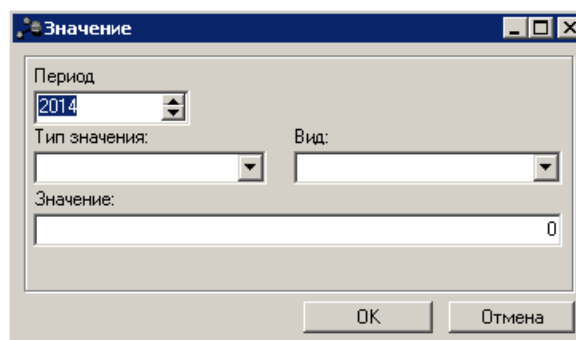 Значение
Период
2014
Тип значения: Вид:
Значение:
0
OK Отмена